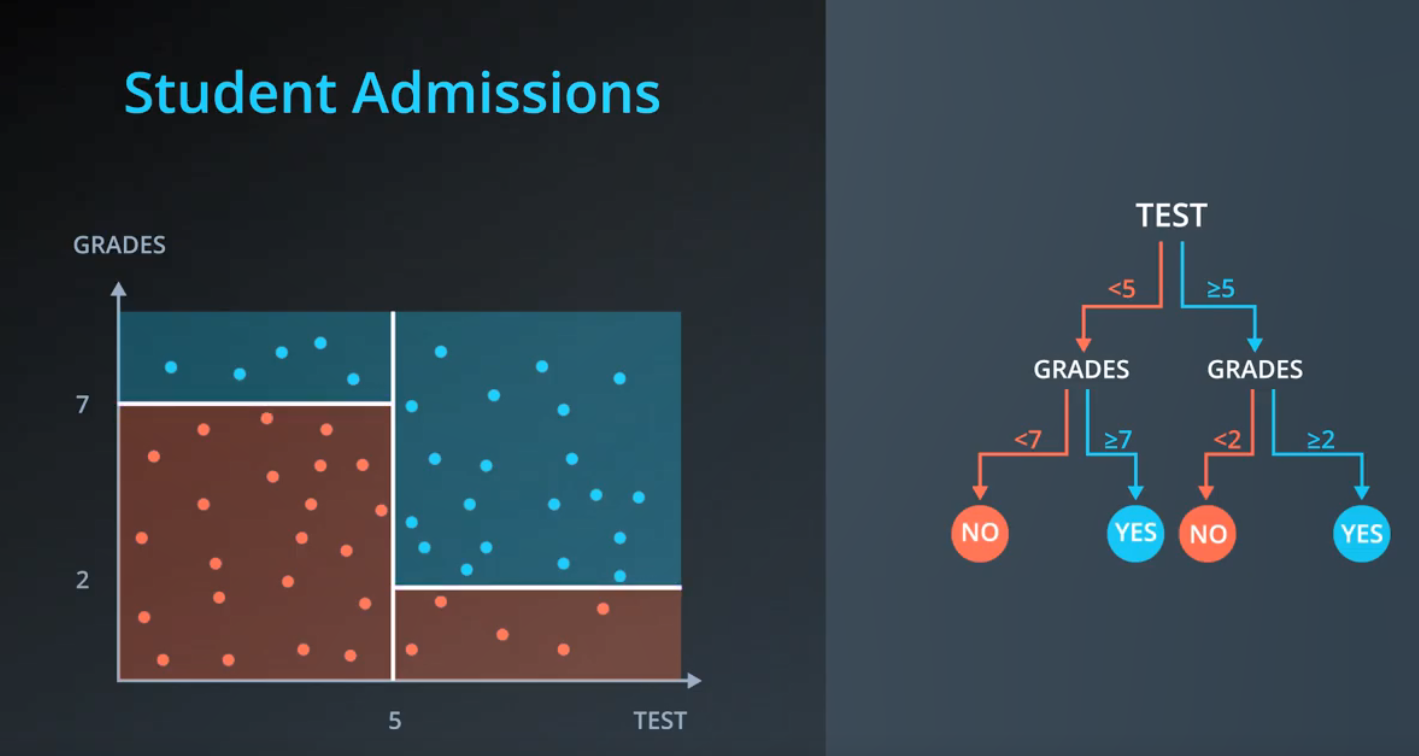 Student Admissions
GRADES
7
2
5
TEST
TEST
<5
≥5
GRADES
GRADES
<7
≥7
<2
≥2
NO
YES
NO
YES